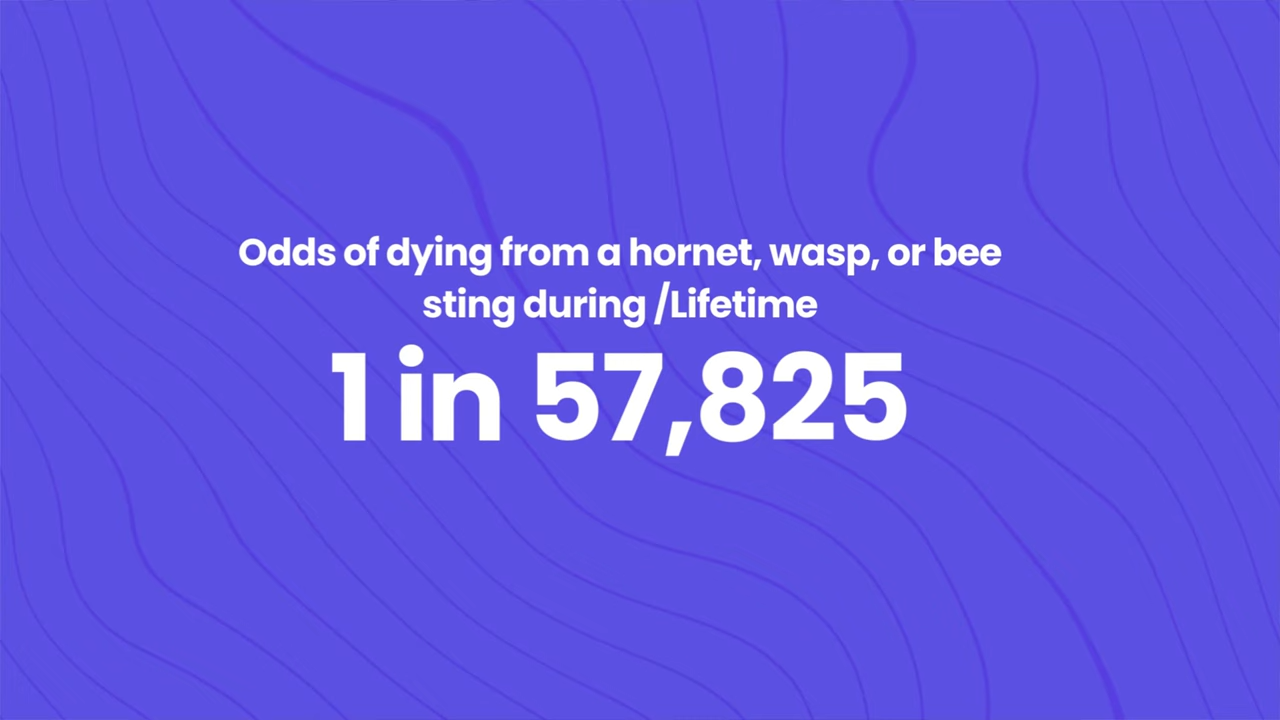 Odds of dying from a hornet, wasp, or bee
sting during /Lifetime
1 in 57,825